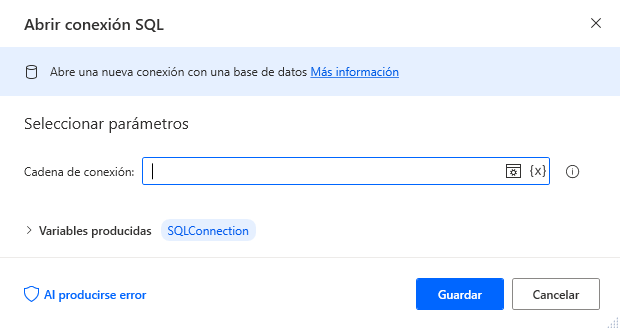 Abrir conexión SQL
Abre una nueva conexión con una base de datos Más información
Seleccionar parámetros
Cadena de conexión: {x}
Variables producidas SQLConnection
Al producirse error Guardar Cancelar